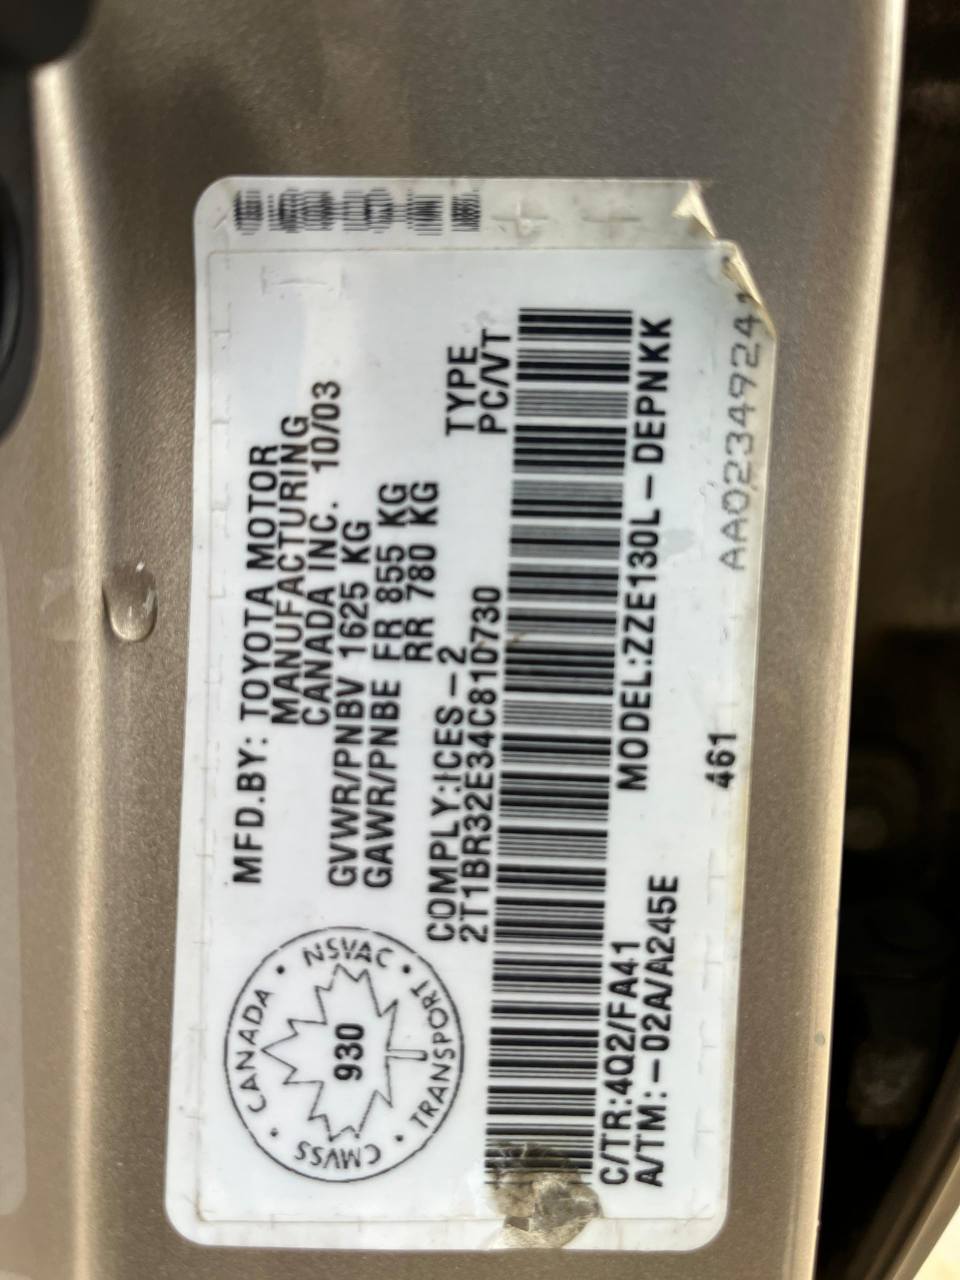 MFD.BY: TOYOTA MOTOR
MANUFACTURING
CANADA INC. 10/03
GVWR/PNBV 1625 KG
GAWR/PNBE FR 855 KG
RR 780 KG
COMPLY:ICES-2
TYPE
2T1BR32E34C810730
PC/VT
C/TR:4Q2/FA41
MODEL:ZZE130L-DEPNKK
A/TM:-02A/A245E
461
AA0234924
CANADA • NSVAC • TRANSPORT • CMVSS •
930